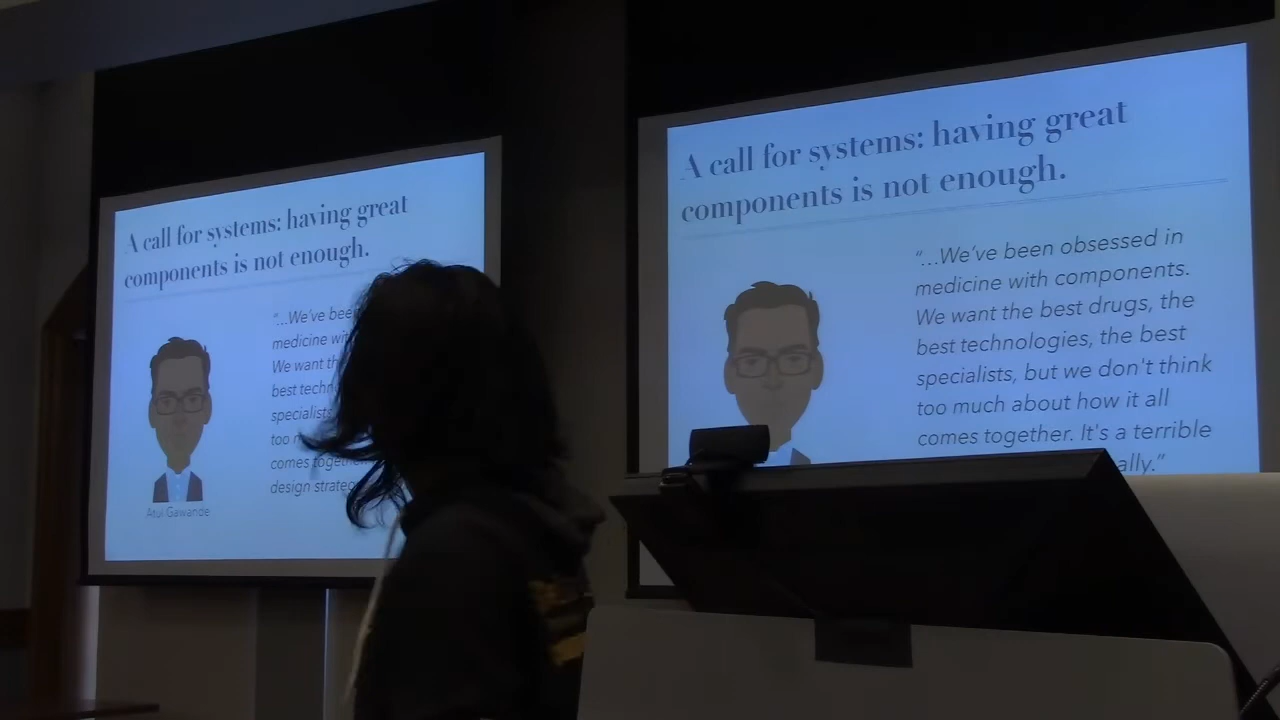 A call for systems: having great
components is not enough.
"...We've been
medicine wit
We want th
best techn
specialists
too m
comes togeth
design strateg
Atul Gawande
A call for systems: having great
components is not enough.
"...We've been obsessed in
medicine with components.
We want the best drugs, the
best technologies, the best
specialists, but we don't think
too much about how it all
comes together. It's a terrible
ally."